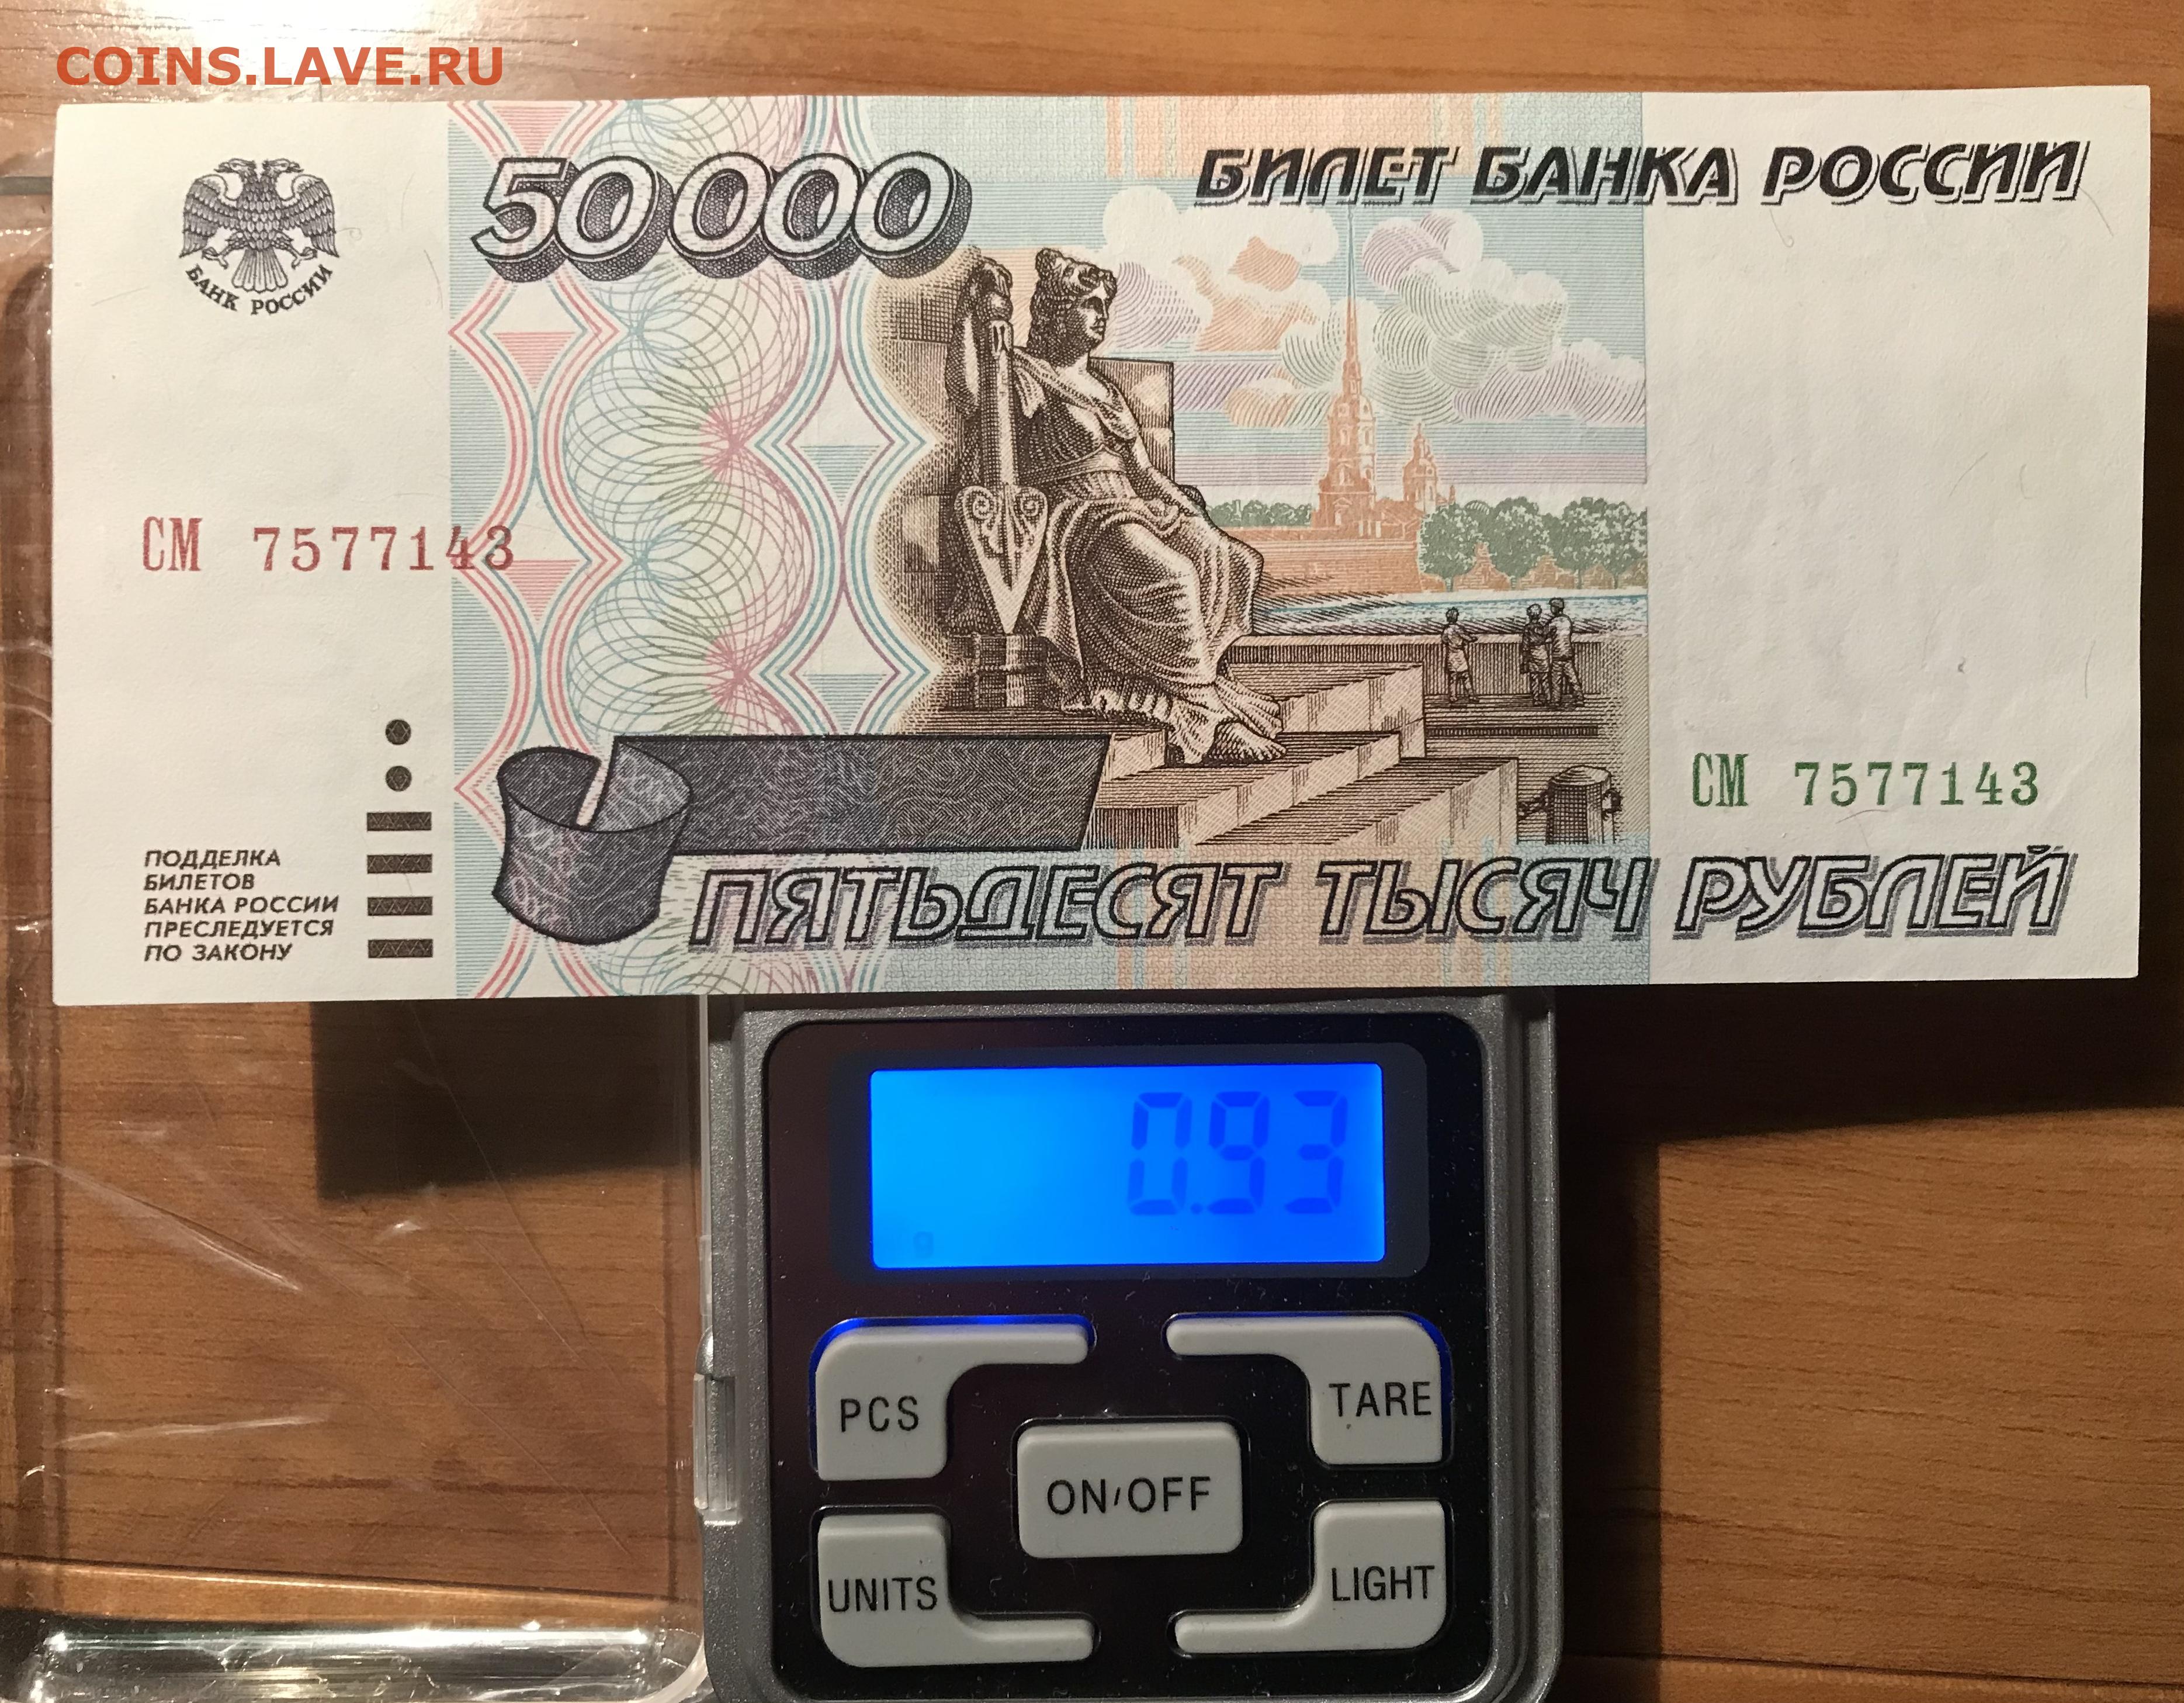 COINS.LAVE.RU
50 000
БИЛЕТ БАНКА РОССИИ
БАНК РОССИИ
СМ 7577143
СМ 7577143
ПОДДЕЛКА
БИЛЕТОВ
БАНКА РОССИИ
ПРЕСЛЕДУЕТСЯ
ПО ЗАКОНУ
ПЯТЬДЕСЯТ ТЫСЯЧ РУБЛЕЙ
0.93
g
PCS
TARE
ON/OFF
UNITS
LIGHT